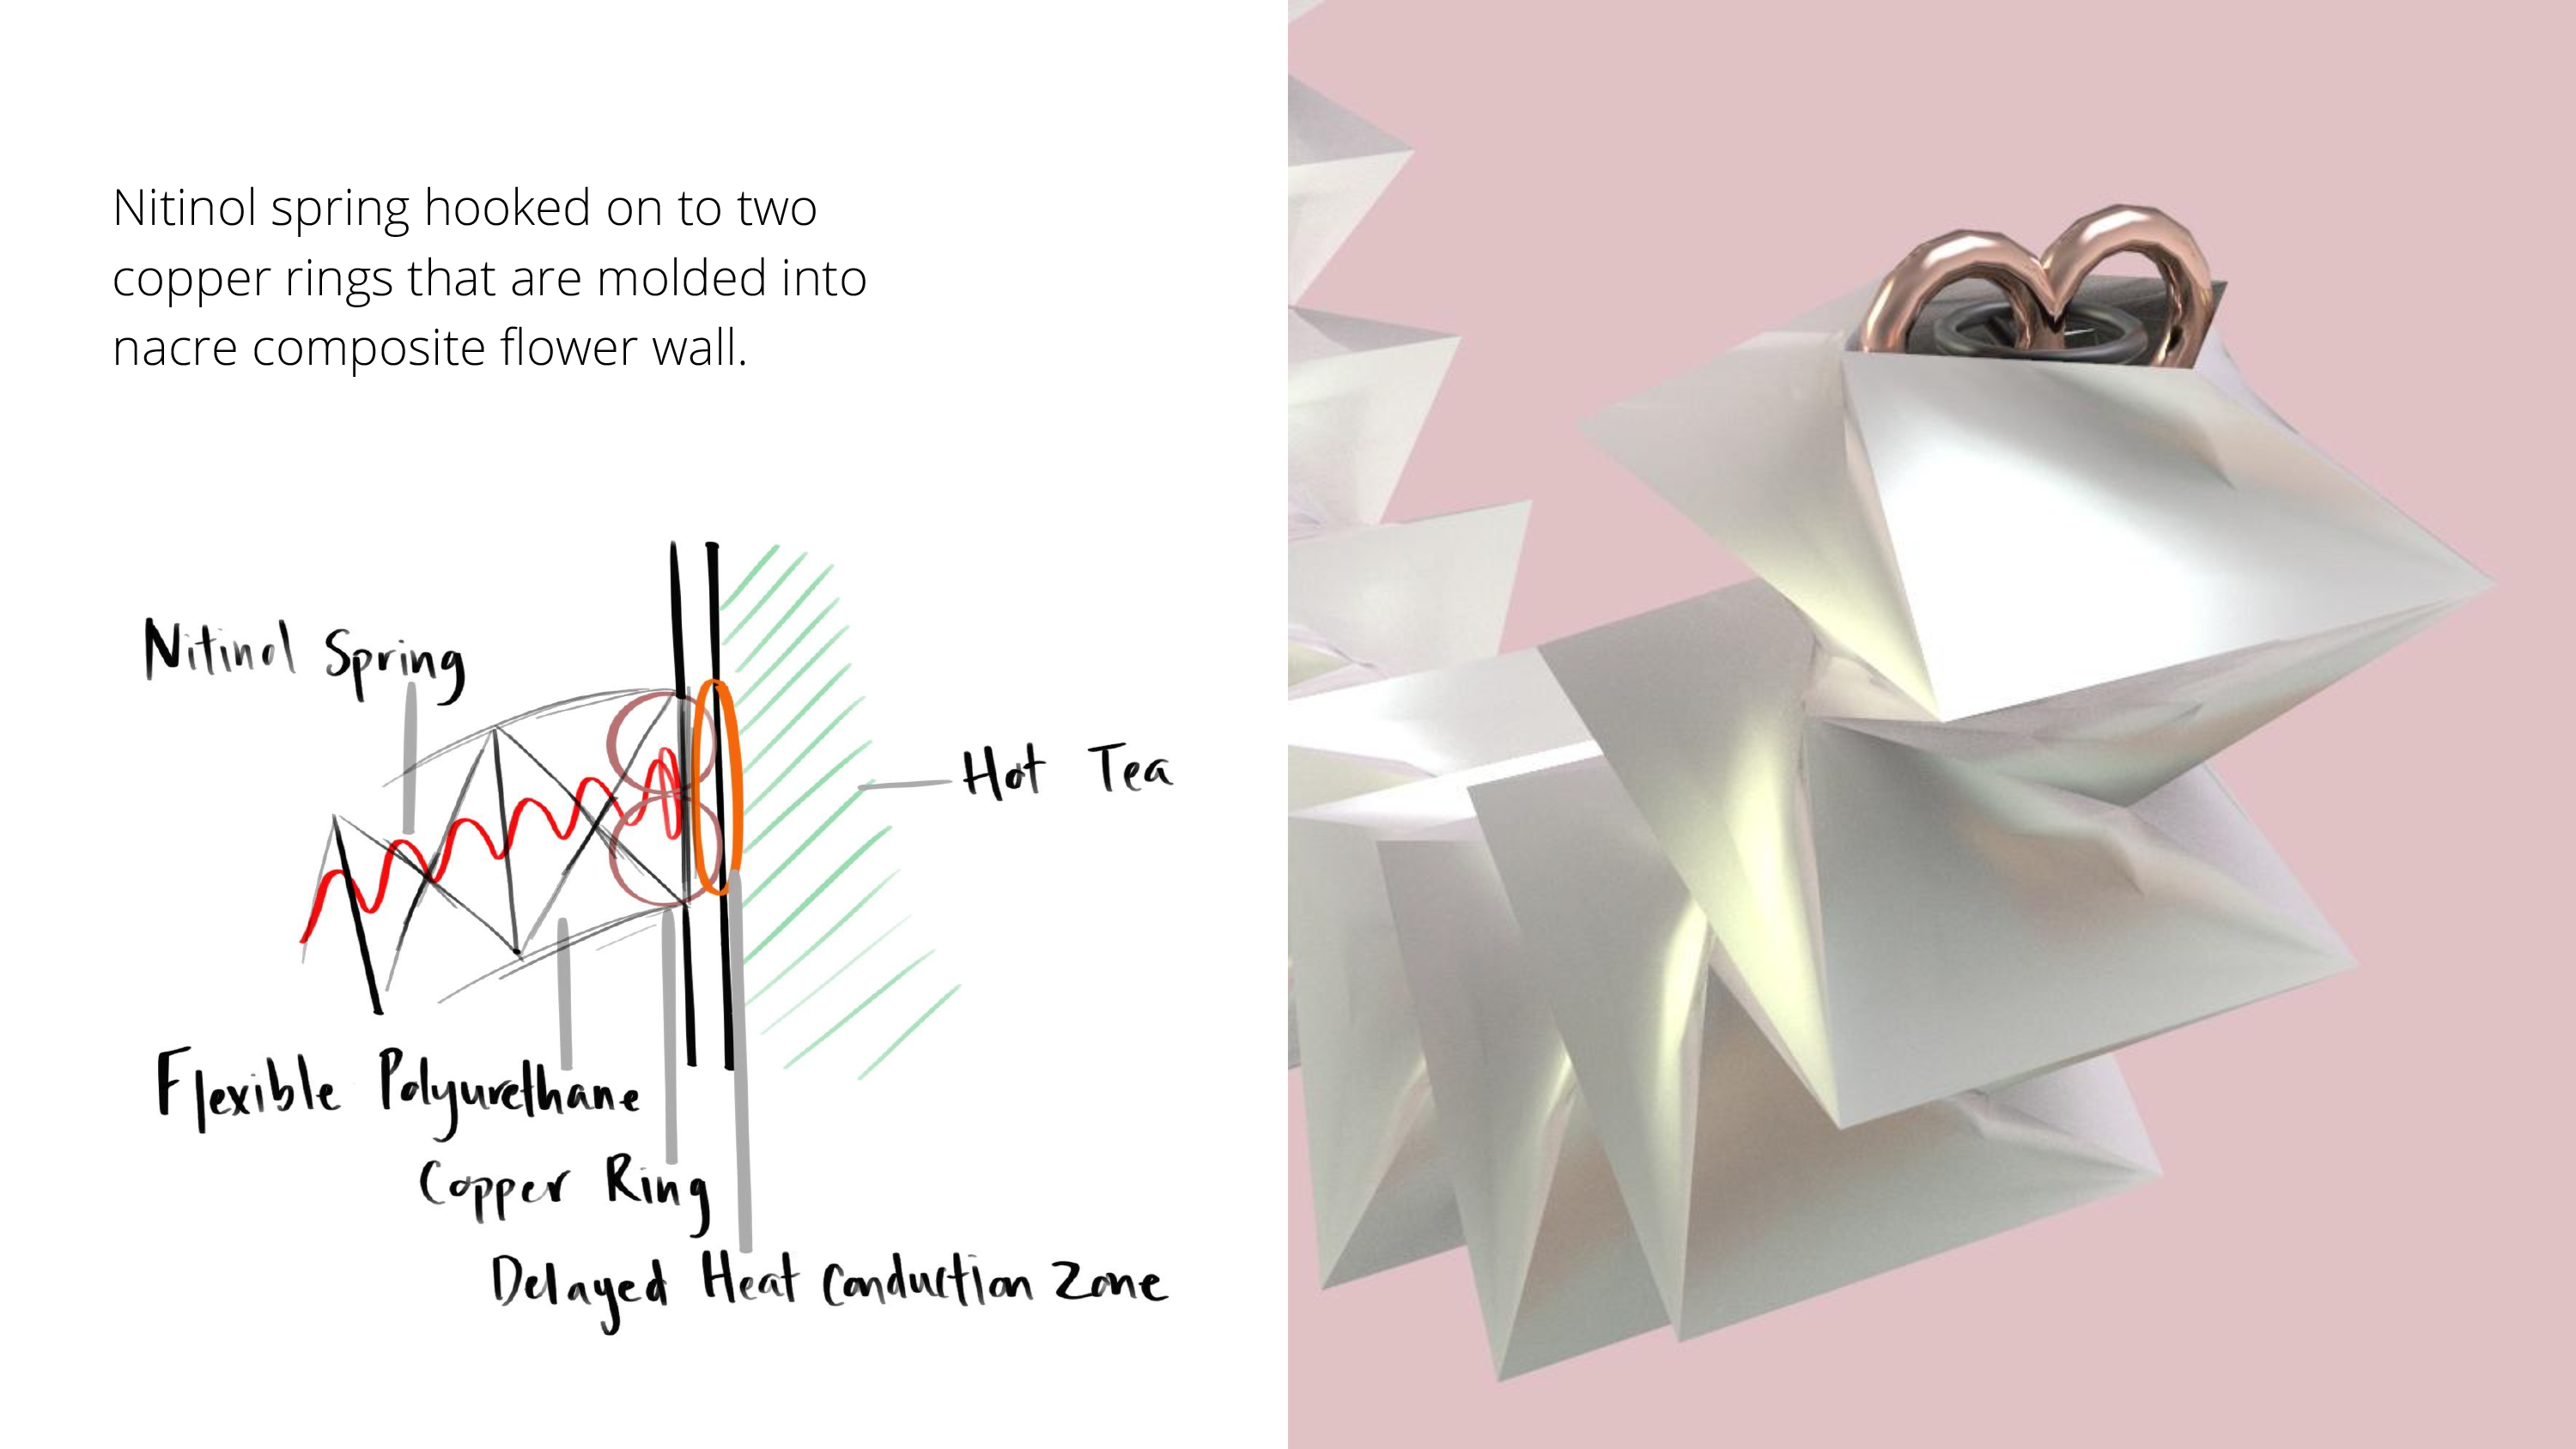 Nitinol spring hooked on to two
copper rings that are molded into
nacre composite flower wall.
Nitinol Spring
Hot Tea
Flexible Polyurethane
Copper Ring
Delayed Heat Conduction Zone